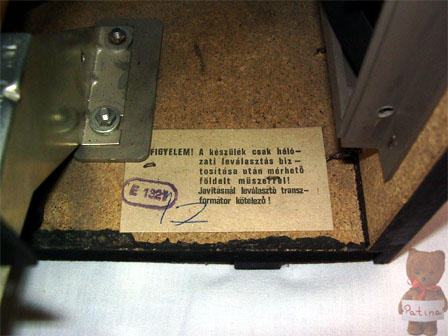 FIGYELEM! A készülék csak háló-
zati leválasztás biz-
tosítása után mérhető
földelt műszerrel!
Javításnál leválasztó transz-
formátor kötelező!
E 1327
12
Patina